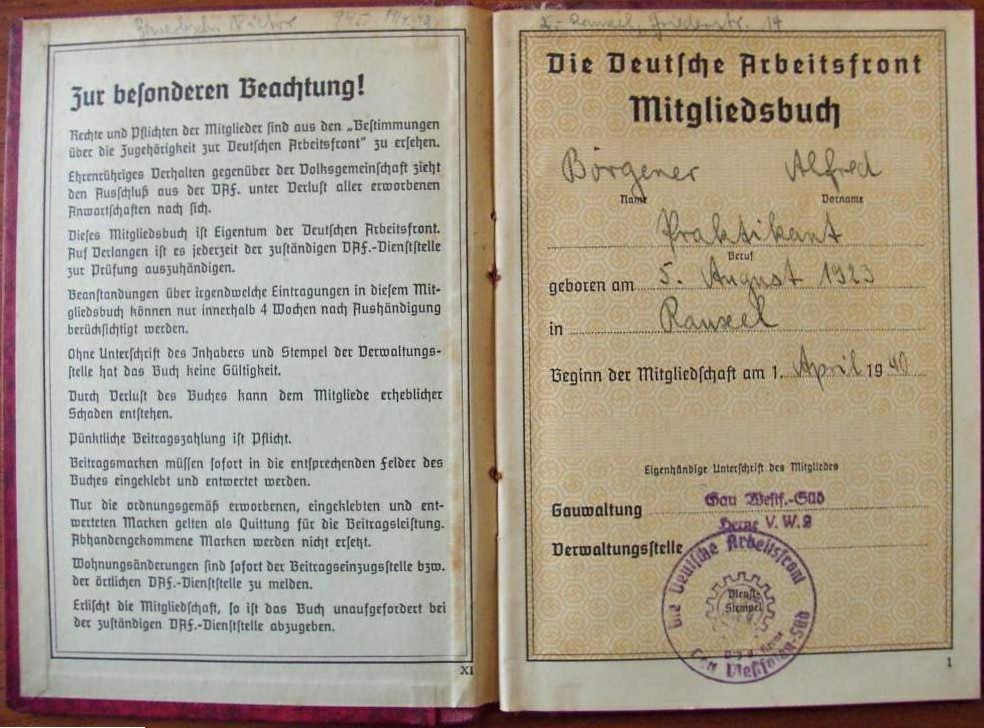 Zur besonderen Beachtung!
Rechte und Pflichten der Mitglieder sind aus den „Bestimmungen
über die Zugehörigkeit zur Deutschen Arbeitsfront“ zu ersehen.
Ehrenrühriges Verhalten gegenüber der Volksgemeinschaft zieht
den Ausschluß aus der DAF. unter Verlust aller erworbenen
Anwartschaften nach sich.
Dieses Mitgliedsbuch ist Eigentum der Deutschen Arbeitsfront.
Auf Verlangen ist es jederzeit der zuständigen DAF.-Dienststelle
zur Prüfung auszuhändigen.
Beanstandungen über irgendwelche Eintragungen in diesem Mit-
gliedsbuch können nur innerhalb 4 Wochen nach Aushändigung
berücksichtigt werden.
Ohne Unterschrift des Inhabers und Stempel der Verwaltungs-
stelle hat das Buch keine Gültigkeit.
Durch Verlust des Buches kann dem Mitgliede erheblicher
Schaden entstehen.
Pünktliche Beitragszahlung ist Pflicht.
Beitragsmarken müssen sofort in die entsprechenden Felder des
Buches eingeklebt und entwertet werden.
Nur die ordnungsgemäß erworbenen, eingeklebten und ent-
werteten Marken gelten als Quittung für die Beitragsleistung.
Abhandengekommene Marken werden nicht ersetzt.
Wohnungsänderungen sind sofort der Beitragseinzugsstelle bzw.
der örtlichen DAF.-Dienststelle zu melden.
Erlischt die Mitgliedschaft, so ist das Buch unaufgefordert bei
der zuständigen DAF.-Dienststelle abzugeben.
XI
Rauxel, 14
Die Deutsche Arbeitsfront
Mitgliedsbuch
Börgener Alfred
Name Vorname
Praktikant
Beruf
geboren am 5. August 1923
in Rauxel
Beginn der Mitgliedschaft am 1. April 1940
Eigenhändige Unterschrift des Mitgliedes
Gauwaltung Gau Westf.-Süd
Herne V.W.
Verwaltungsstelle
Die Deutsche Arbeitsfront
Dienst-
Stempel
Gau Westfalen-Süd
1